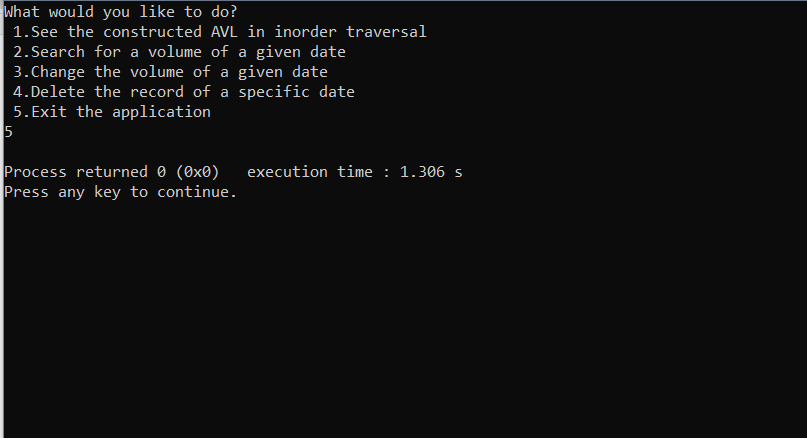 What would you like to do?
1.See the constructed AVL in inorder traversal
2.Search for a volume of a given date
3.Change the volume of a given date
4.Delete the record of a specific date
5.Exit the application
5
Process returned 0 (0x0)   execution time : 1.306 s
Press any key to continue.